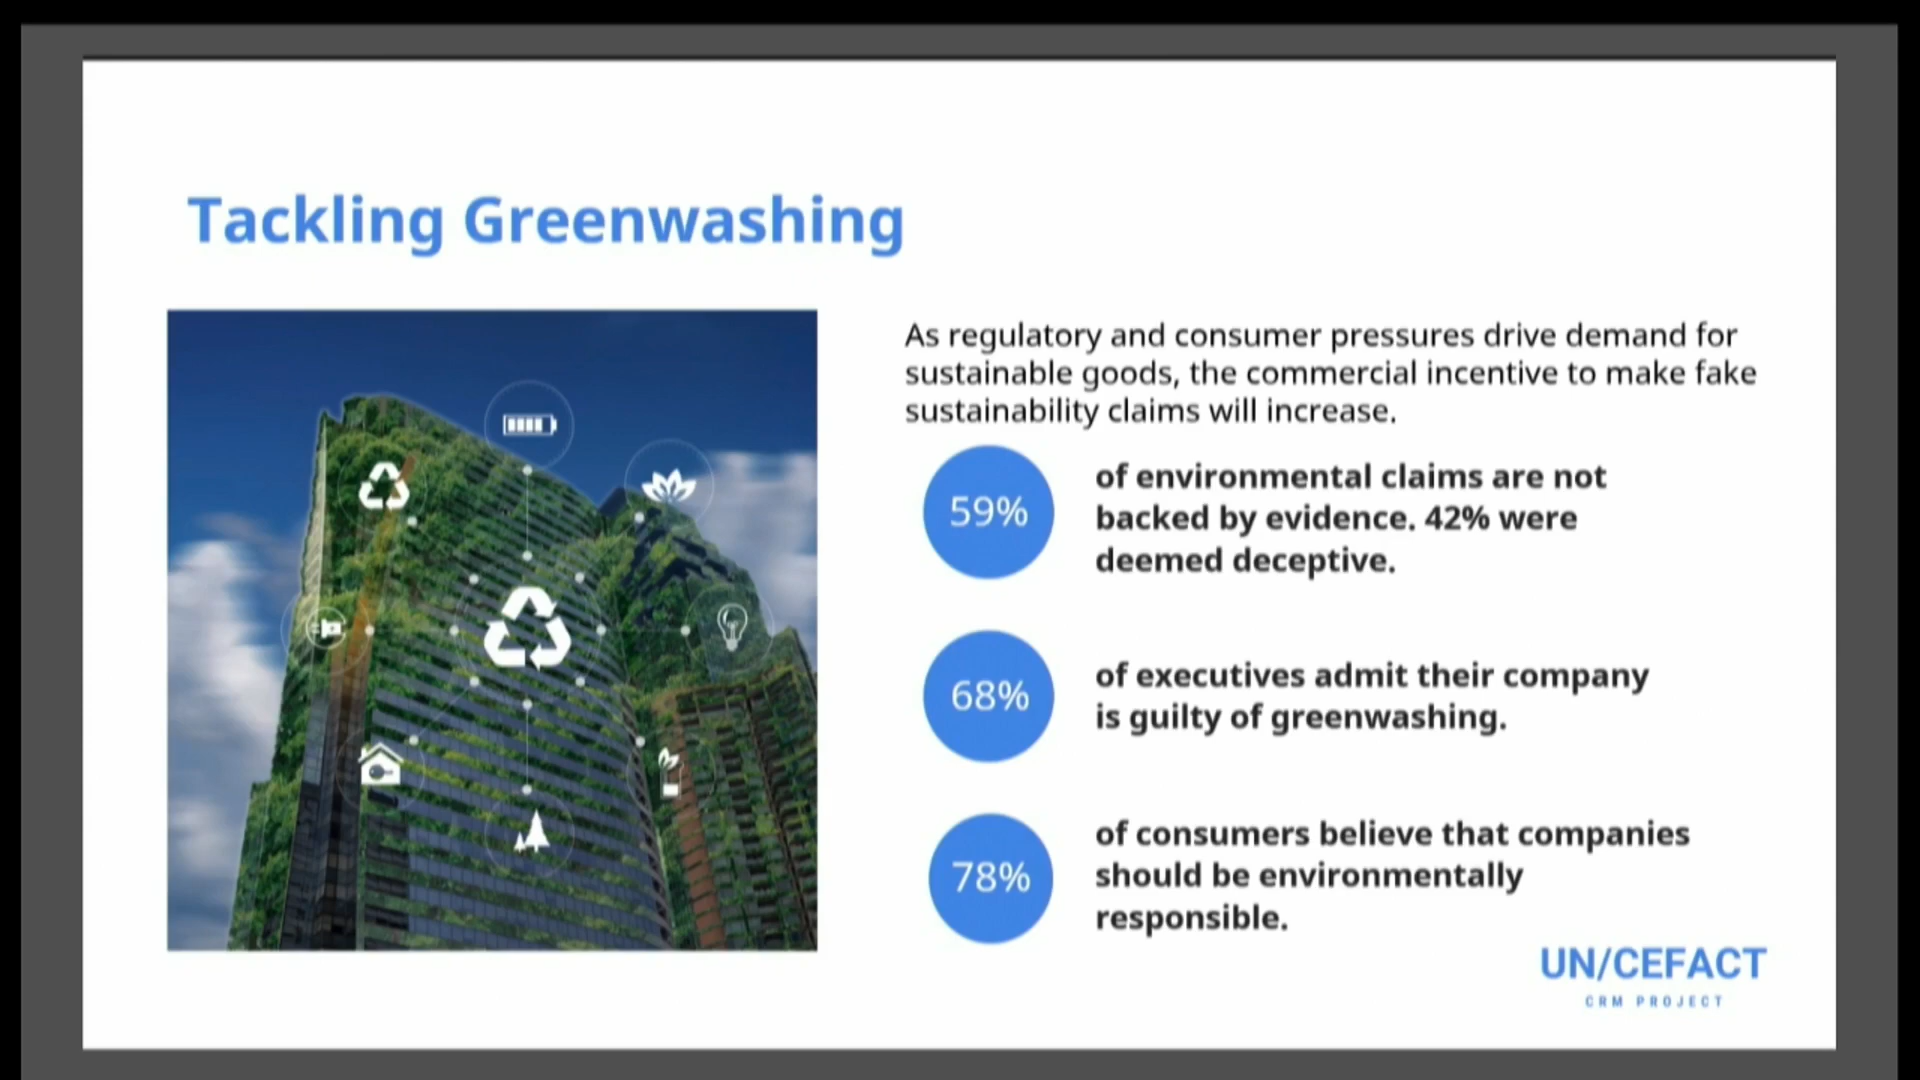 Tackling Greenwashing
As regulatory and consumer pressures drive demand for
sustainable goods, the commercial incentive to make fake
sustainability claims will increase.
59%
of environmental claims are not
backed by evidence. 42% were
deemed deceptive.
68%
of executives admit their company
is guilty of greenwashing.
78%
of consumers believe that companies
should be environmentally
responsible.
UN/CEFACT
CRM PROJECT